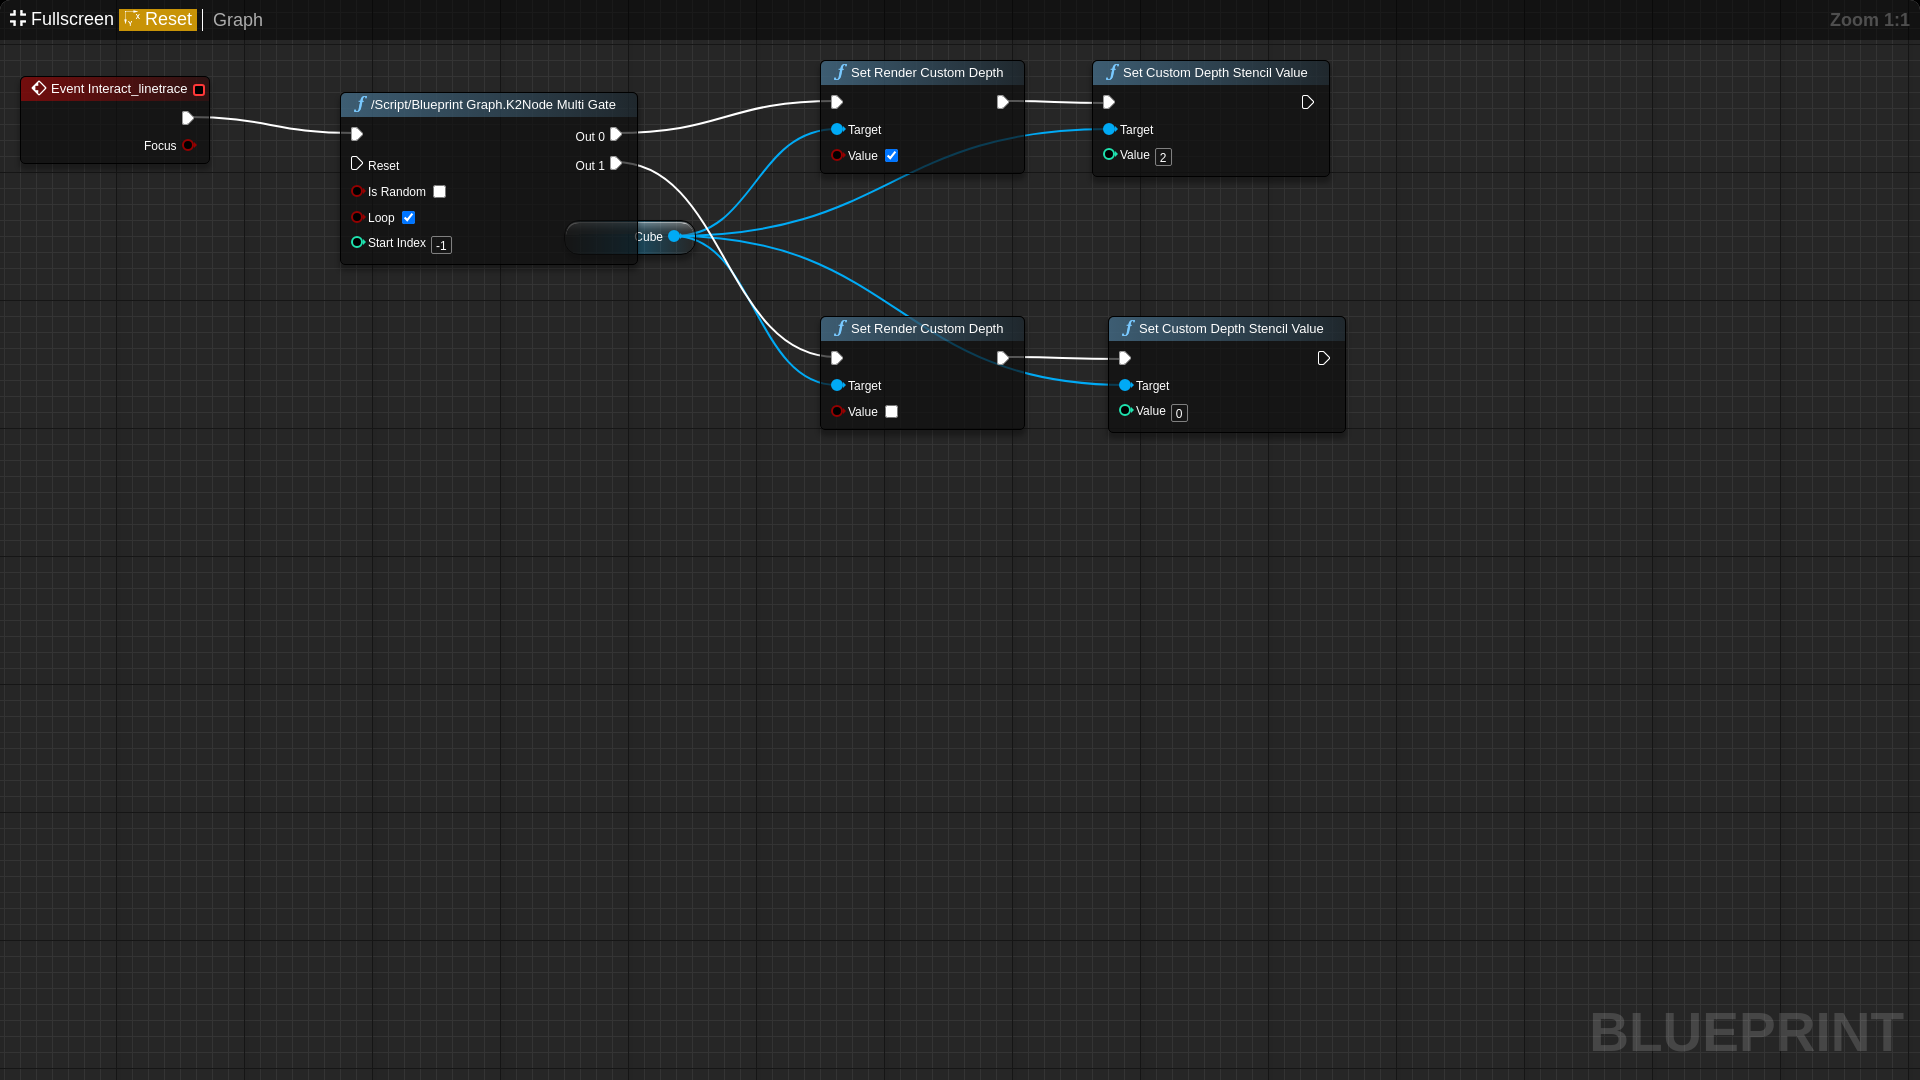 Fullscreen Reset Graph Zoom 1:1
Event Interact_linetrace
Focus
/Script/Blueprint Graph.K2Node Multi Gate
Out 0
Reset
Out 1
Is Random
Loop
Start Index -1
Cube
Set Render Custom Depth
Target
Value
Set Custom Depth Stencil Value
Target
Value 2
Set Render Custom Depth
Target
Value
Set Custom Depth Stencil Value
Target
Value 0
BLUEPRINT